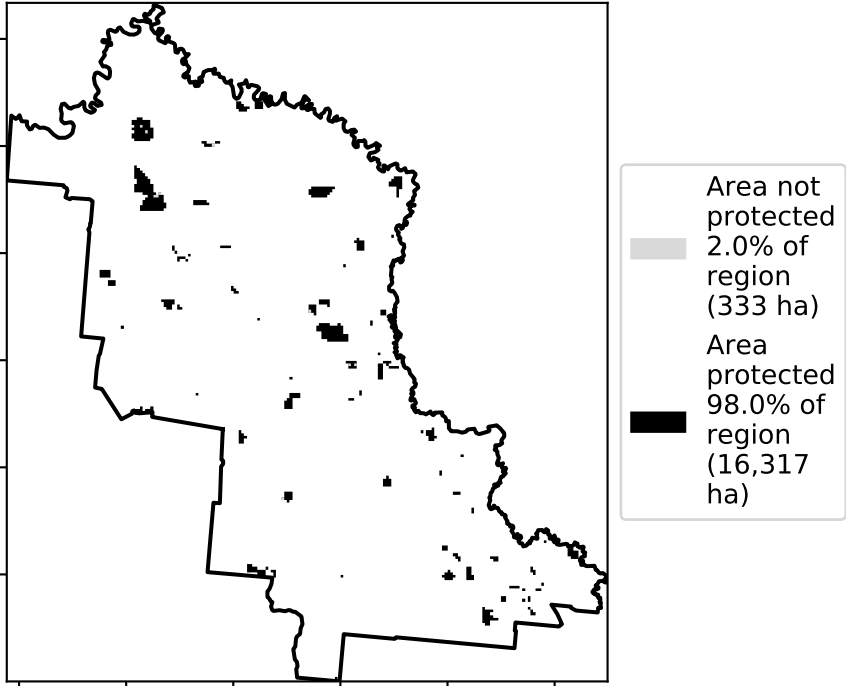 Area not
protected
2.0% of
region
(333 ha)
Area
protected
98.0% of
region
(16,317
ha)